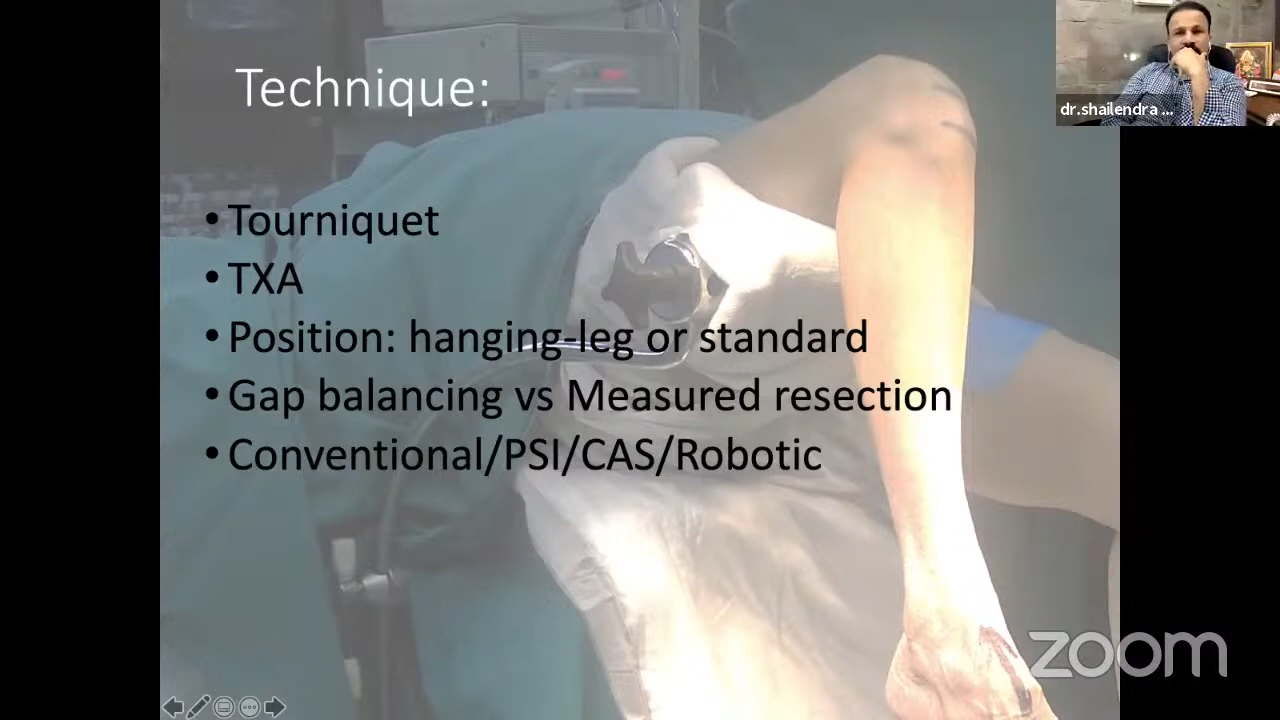 Technique:
dr.shailendra ...
• Tourniquet
• TXA
• Position: hanging-leg or standard
• Gap balancing vs Measured resection
• Conventional/PSI/CAS/Robotic
zoom